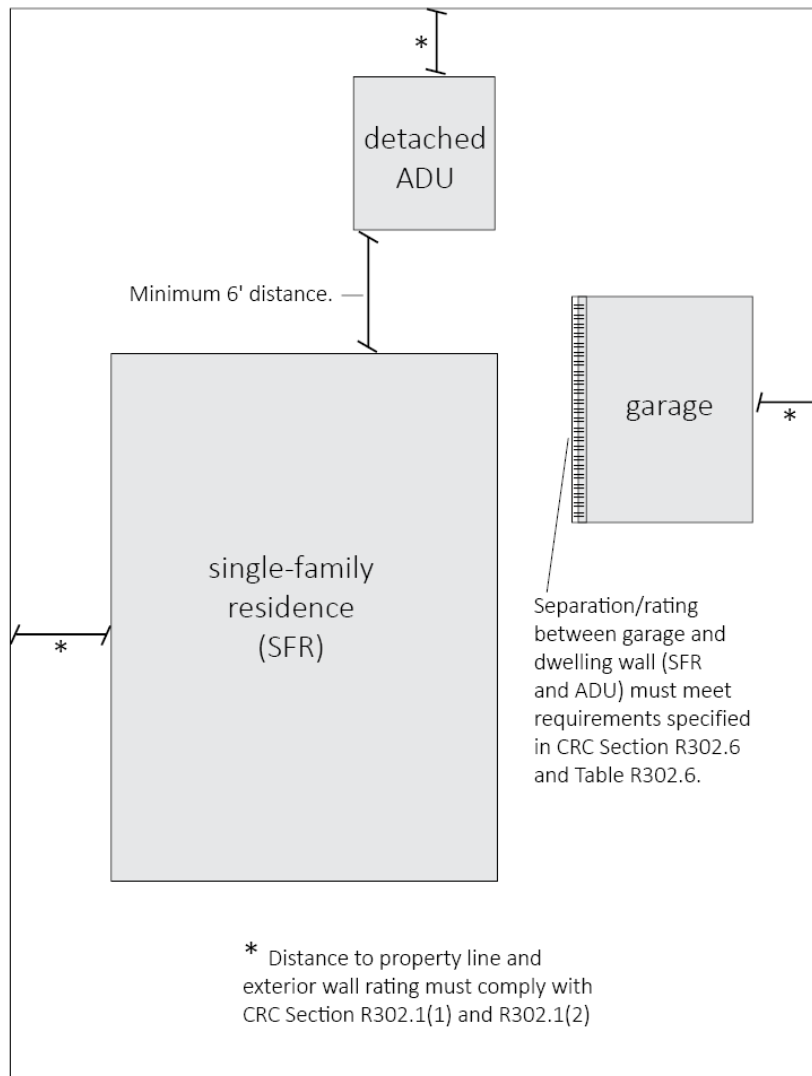 *
detached
ADU
Minimum 6' distance.
garage
*
single-family
residence
(SFR)
*
Separation/rating
between garage and
dwelling wall (SFR
and ADU) must meet
requirements specified
in CRC Section R302.6
and Table R302.6.
* Distance to property line and
exterior wall rating must comply with
CRC Section R302.1(1) and R302.1(2)